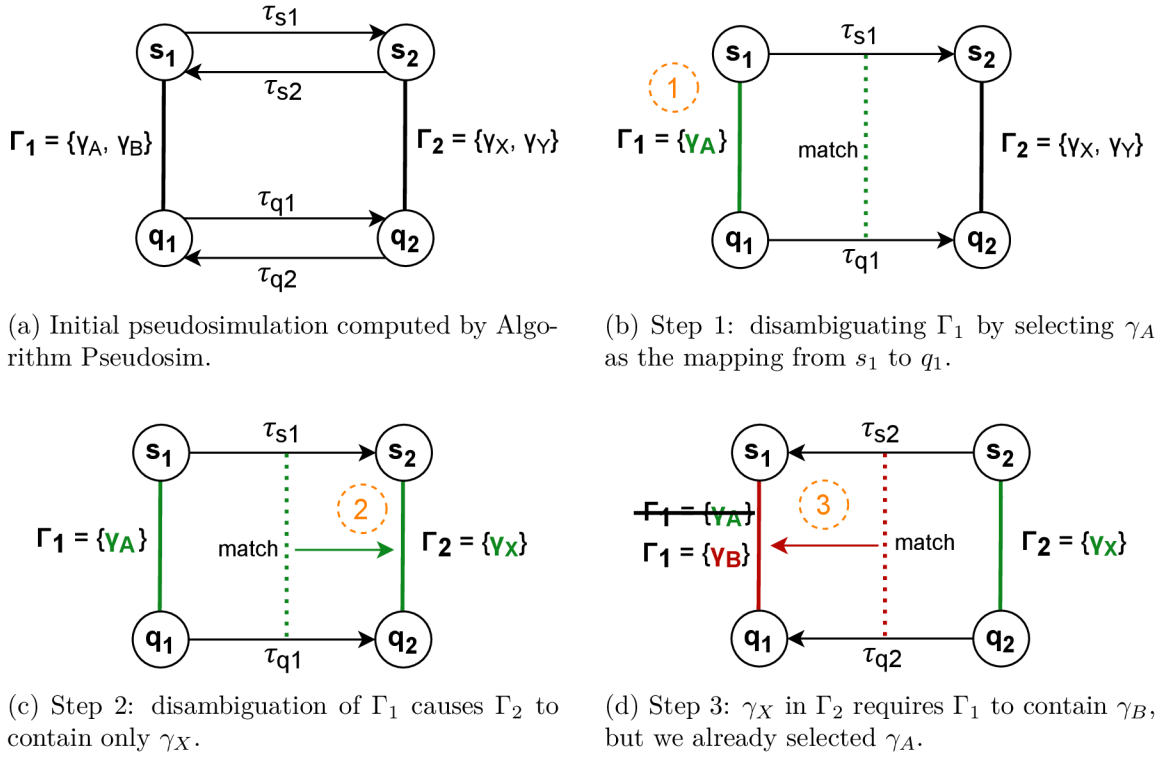 τs1
s1 s2
τs2
Γ1 = {γA, γB}
Γ2 = {γX, γY}
τq1
q1 q2
τq2
(a) Initial pseudosimulation computed by Algo-
rithm Pseudosim.
τs1
s1 s2
1
Γ1 = {γA}
match
Γ2 = {γX, γY}
q1 q2
τq1
(b) Step 1: disambiguating Γ1 by selecting γA
as the mapping from s1 to q1.
τs1
s1 s2
2
Γ1 = {γA}
match
Γ2 = {γX}
q1 q2
τq1
(c) Step 2: disambiguation of Γ1 causes Γ2 to
contain only γX.
τs2
s1 s2
3
Γ1 = {γA}
Γ1 = {γB}
match
Γ2 = {γX}
q1 q2
τq2
(d) Step 3: γX in Γ2 requires Γ1 to contain γB,
but we already selected γA.